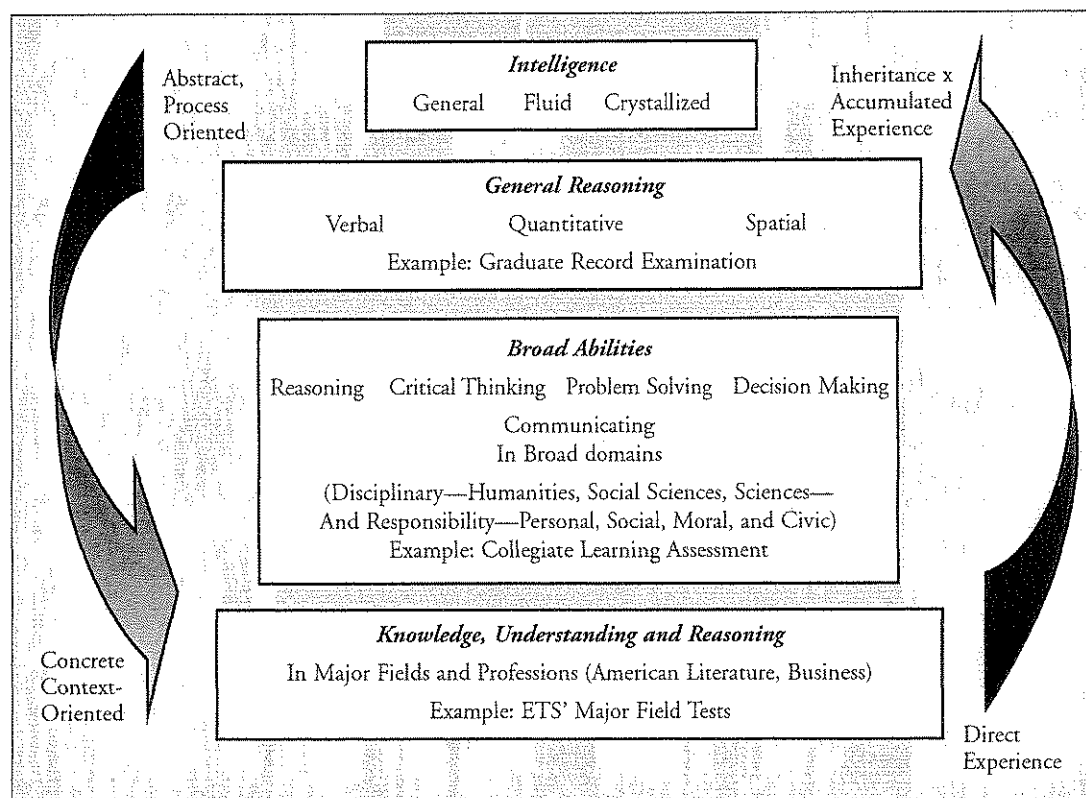 Abstract,
Process
Oriented
Intelligence
General Fluid Crystallized
Inheritance x
Accumulated
Experience
General Reasoning
Verbal Quantitative Spatial
Example: Graduate Record Examination
Broad Abilities
Reasoning Critical Thinking Problem Solving Decision Making
Communicating
In Broad domains
(Disciplinary—Humanities, Social Sciences, Sciences—
And Responsibility—Personal, Social, Moral, and Civic)
Example: Collegiate Learning Assessment
Knowledge, Understanding and Reasoning
In Major Fields and Professions (American Literature, Business)
Example: ETS' Major Field Tests
Concrete
Context-
Oriented
Direct
Experience